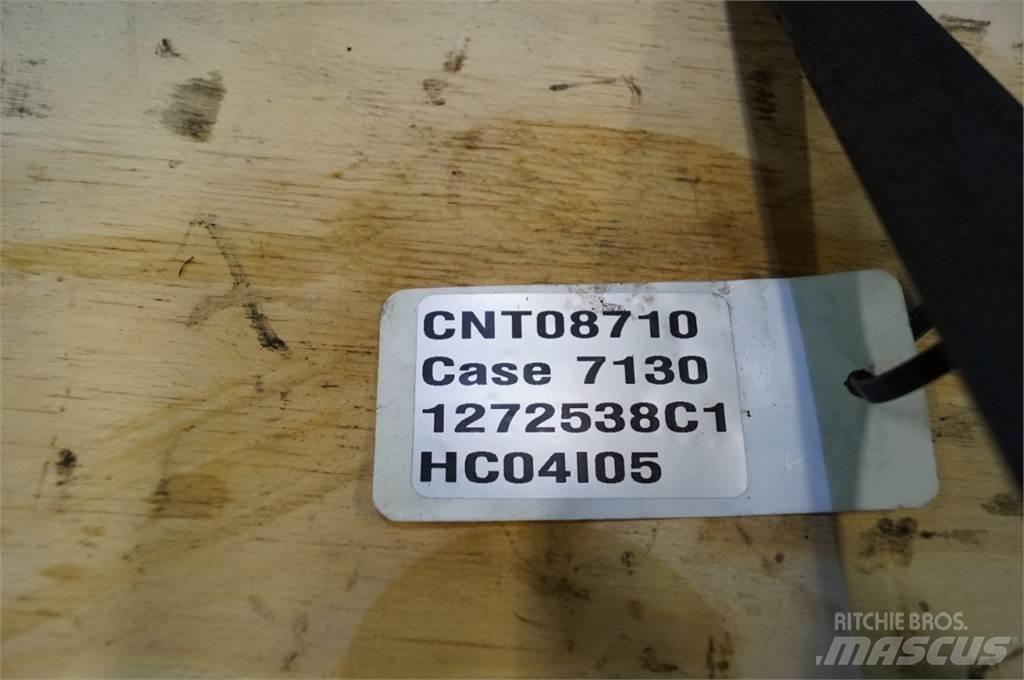 CNT08710
Case 7130
1272538C1
HC04I05
RITCHIE BROS.
MASCUS